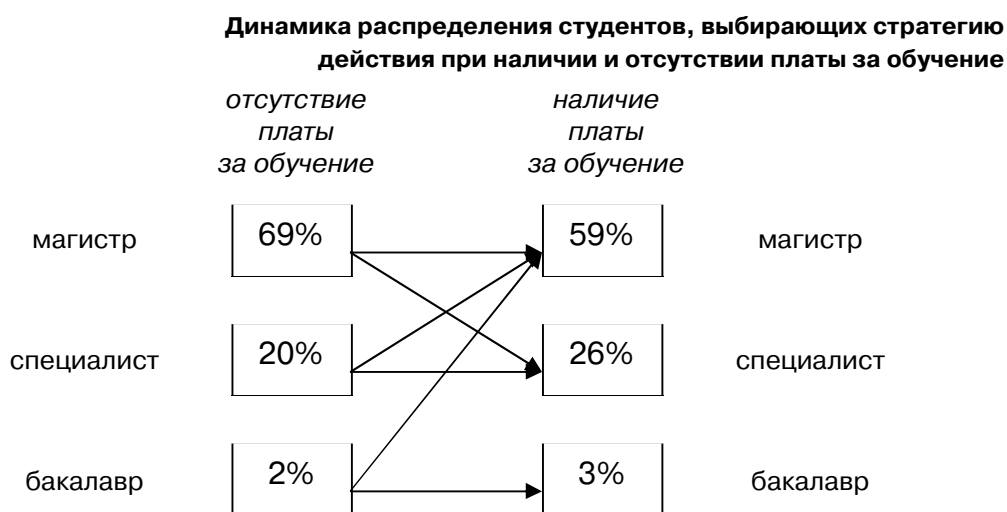 Динамика распределения студентов, выбирающих стратегию
действия при наличии и отсутствии платы за обучение
отсутствие
платы
за обучение
наличие
платы
за обучение
магистр 69% 59% магистр
специалист 20% 26% специалист
бакалавр 2% 3% бакалавр